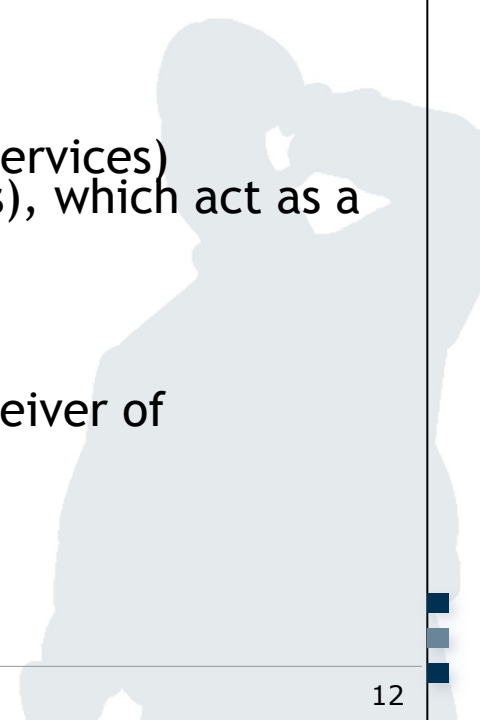 ervices)
s), which act as a
eiver of
12